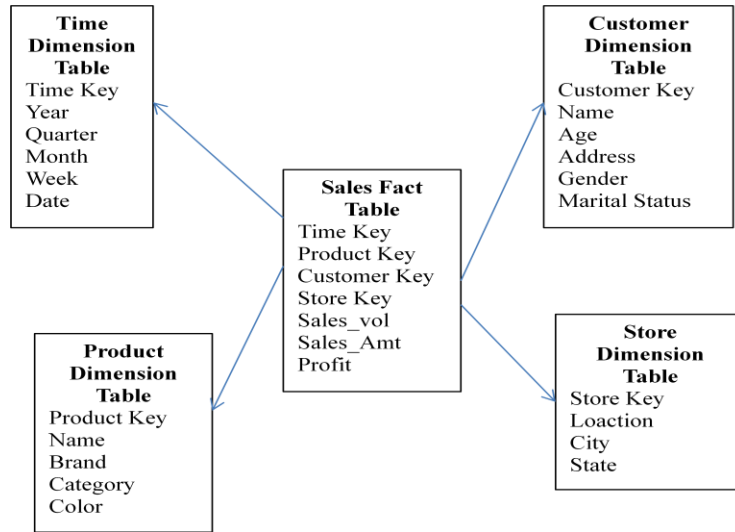 Time
Dimension
Table
Time Key
Year
Quarter
Month
Week
Date
Customer
Dimension
Table
Customer Key
Name
Age
Address
Gender
Marital Status
Sales Fact
Table
Time Key
Product Key
Customer Key
Store Key
Sales_vol
Sales_Amt
Profit
Product
Dimension
Table
Product Key
Name
Brand
Category
Color
Store
Dimension
Table
Store Key
Loaction
City
State